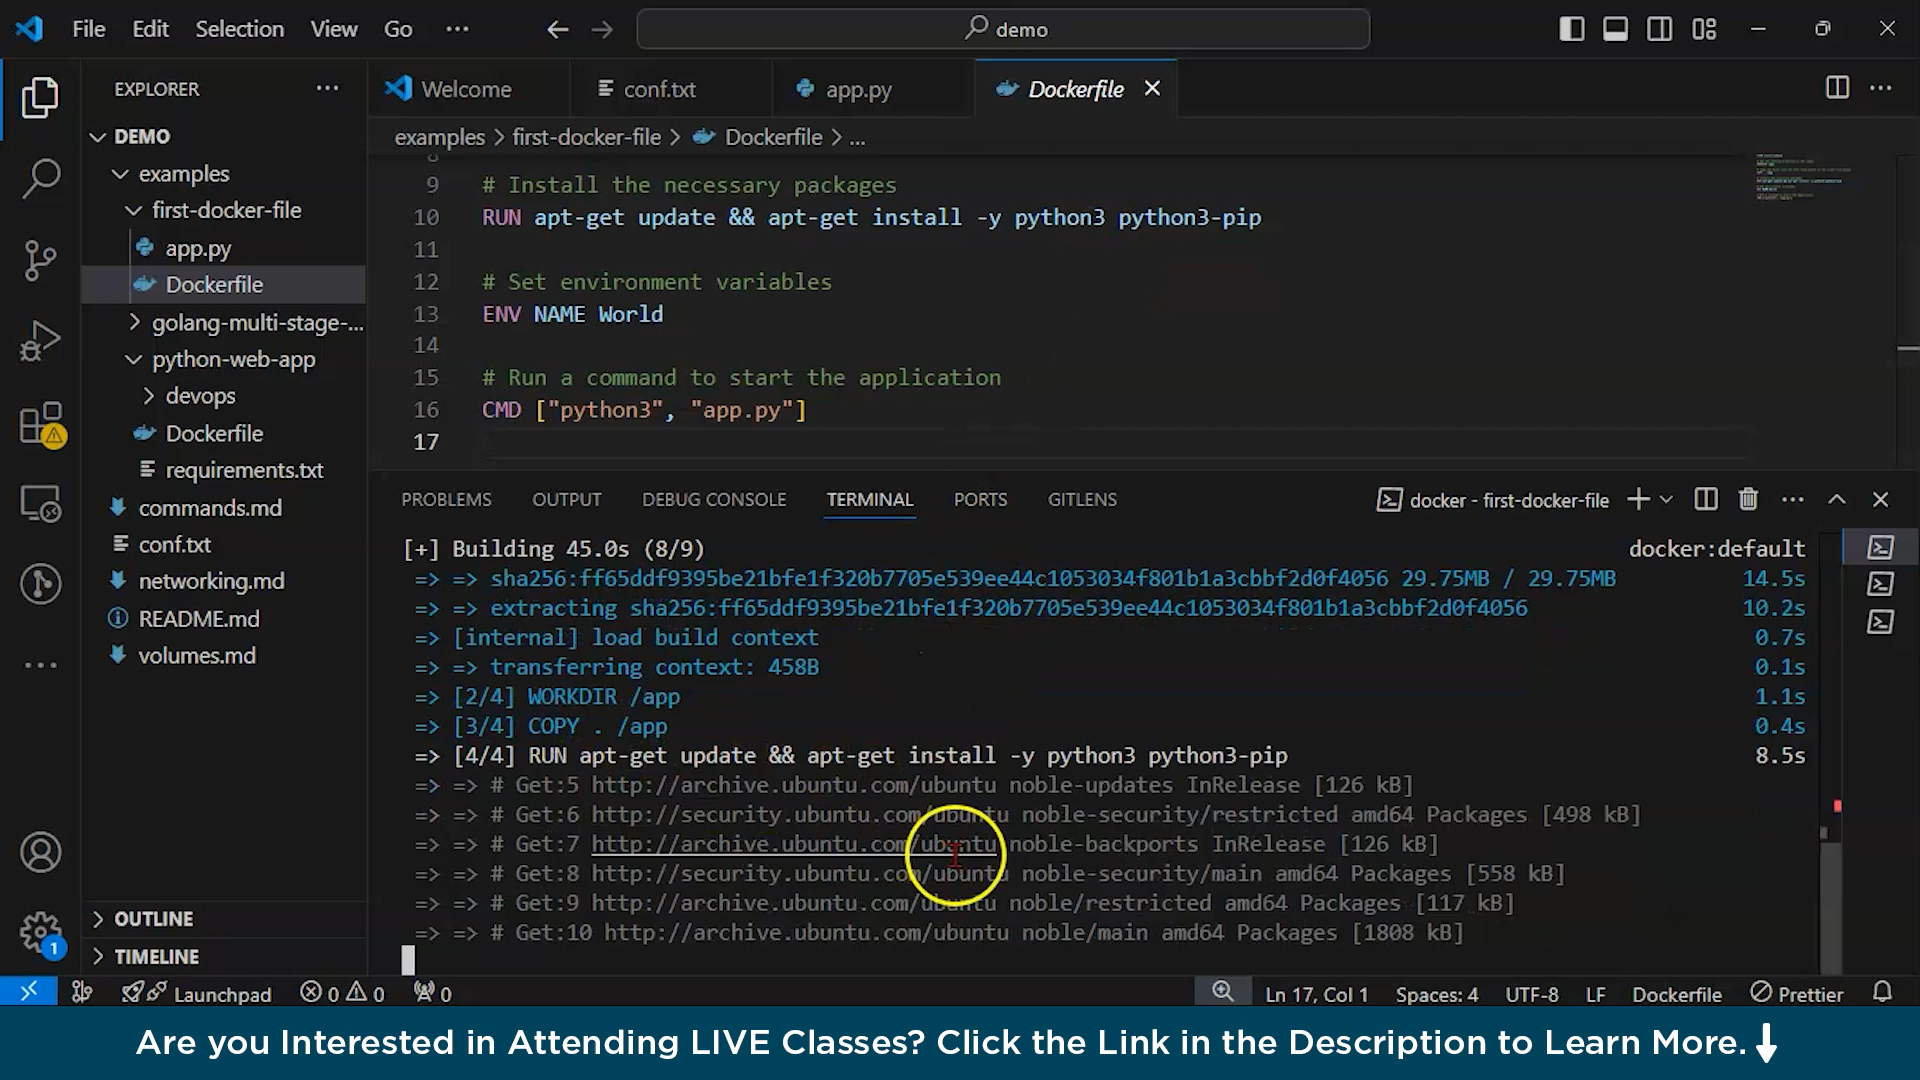 File Edit Selection View Go ··· demo
EXPLORER ···
Welcome conf.txt app.py Dockerfile
DEMO
examples
first-docker-file
app.py
Dockerfile
golang-multi-stage-...
python-web-app
devops
Dockerfile
requirements.txt
commands.md
conf.txt
networking.md
README.md
volumes.md
OUTLINE
TIMELINE
examples > first-docker-file > Dockerfile > ...
9 # Install the necessary packages
10 RUN apt-get update && apt-get install -y python3 python3-pip
11
12 # Set environment variables
13 ENV NAME World
14
15 # Run a command to start the application
16 CMD ["python3", "app.py"]
17
PROBLEMS OUTPUT DEBUG CONSOLE TERMINAL PORTS GITLENS docker - first-docker-file
[+] Building 45.0s (8/9) docker:default
=> => sha256:ff65ddf9395be21bfe1f320b7705e539ee44c1053034f801b1a3cbbf2d0f4056 29.75MB / 29.75MB 14.5s
=> => extracting sha256:ff65ddf9395be21bfe1f320b7705e539ee44c1053034f801b1a3cbbf2d0f4056 10.2s
=> [internal] load build context 0.7s
=> => transferring context: 458B 0.1s
=> [2/4] WORKDIR /app 1.1s
=> [3/4] COPY . /app 0.4s
=> [4/4] RUN apt-get update && apt-get install -y python3 python3-pip 8.5s
=> => # Get:5 http://archive.ubuntu.com/ubuntu noble-updates InRelease [126 kB]
=> => # Get:6 http://security.ubuntu.com/ubuntu noble-security/restricted amd64 Packages [498 kB]
=> => # Get:7 http://archive.ubuntu.com/ubuntu noble-backports InRelease [126 kB]
=> => # Get:8 http://security.ubuntu.com/ubuntu noble-security/main amd64 Packages [558 kB]
=> => # Get:9 http://archive.ubuntu.com/ubuntu noble/restricted amd64 Packages [117 kB]
=> => # Get:10 http://archive.ubuntu.com/ubuntu noble/main amd64 Packages [1808 kB]
1
Launchpad 0 0 0 Ln 17, Col 1 Spaces: 4 UTF-8 LF Dockerfile Prettier
Are you Interested in Attending LIVE Classes? Click the Link in the Description to Learn More.